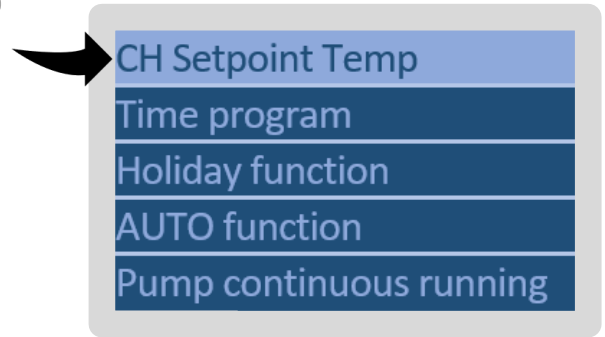 CH Setpoint Temp
Time program
Holiday function
AUTO function
Pump continuous running